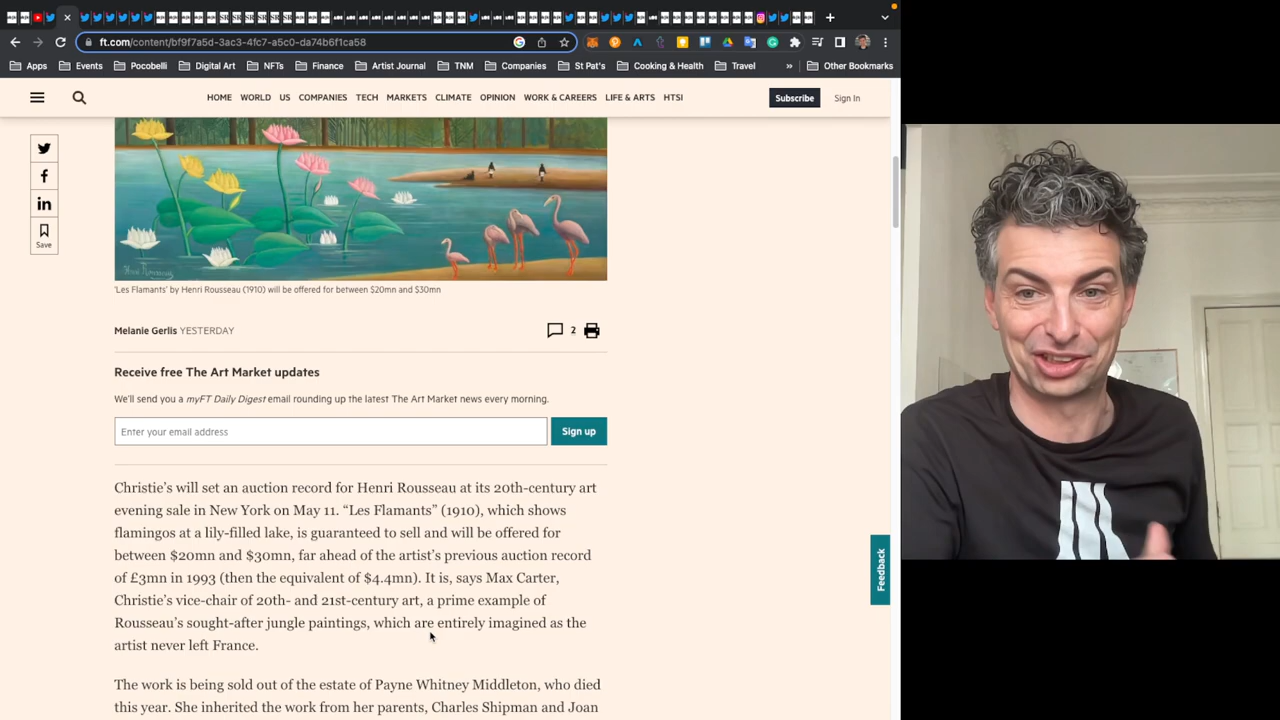 ft.com/content/bf9f7a5d-3ac3-4fc7-a5c0-da74b6f1ca58
Apps Events Pocobelli Digital Art NFTs Finance Artist Journal TNM Companies St Pat's Cooking & Health Travel » Other Bookmarks
HOME WORLD US COMPANIES TECH MARKETS CLIMATE OPINION WORK & CAREERS LIFE & ARTS HTSI
Subscribe Sign In
Save
Henri Rousseau
'Les Flamants' by Henri Rousseau (1910) will be offered for between $20mn and $30mn
Melanie Gerlis YESTERDAY
2
Receive free The Art Market updates
We'll send you a myFT Daily Digest email rounding up the latest The Art Market news every morning.
Enter your email address
Sign up
Christie's will set an auction record for Henri Rousseau at its 20th-century art
evening sale in New York on May 11. “Les Flamants” (1910), which shows
flamingos at a lily-filled lake, is guaranteed to sell and will be offered for
between $20mn and $30mn, far ahead of the artist's previous auction record
of £3mn in 1993 (then the equivalent of $4.4mn). It is, says Max Carter,
Christie's vice-chair of 20th- and 21st-century art, a prime example of
Rousseau's sought-after jungle paintings, which are entirely imagined as the
artist never left France.
The work is being sold out of the estate of Payne Whitney Middleton, who died
this year. She inherited the work from her parents, Charles Shipman and Joan
Feedback